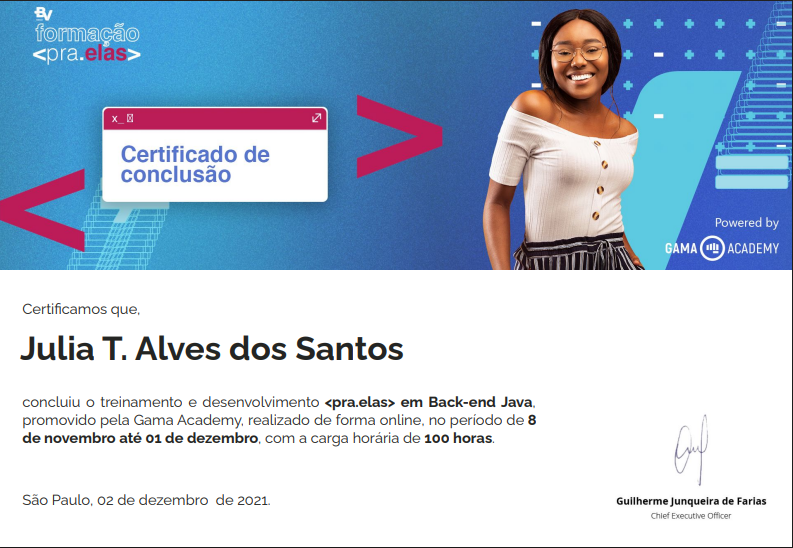 BV
formação
<pra.elas>
x_
Certificado de
conclusão
Powered by
GAMA ACADEMY
Certificamos que,
Julia T. Alves dos Santos
concluiu o treinamento e desenvolvimento <pra.elas> em Back-end Java,
promovido pela Gama Academy, realizado de forma online, no período de 8
de novembro até 01 de dezembro, com a carga horária de 100 horas.
São Paulo, 02 de dezembro de 2021.
Guilherme Junqueira de Farias
Chief Executive Officer